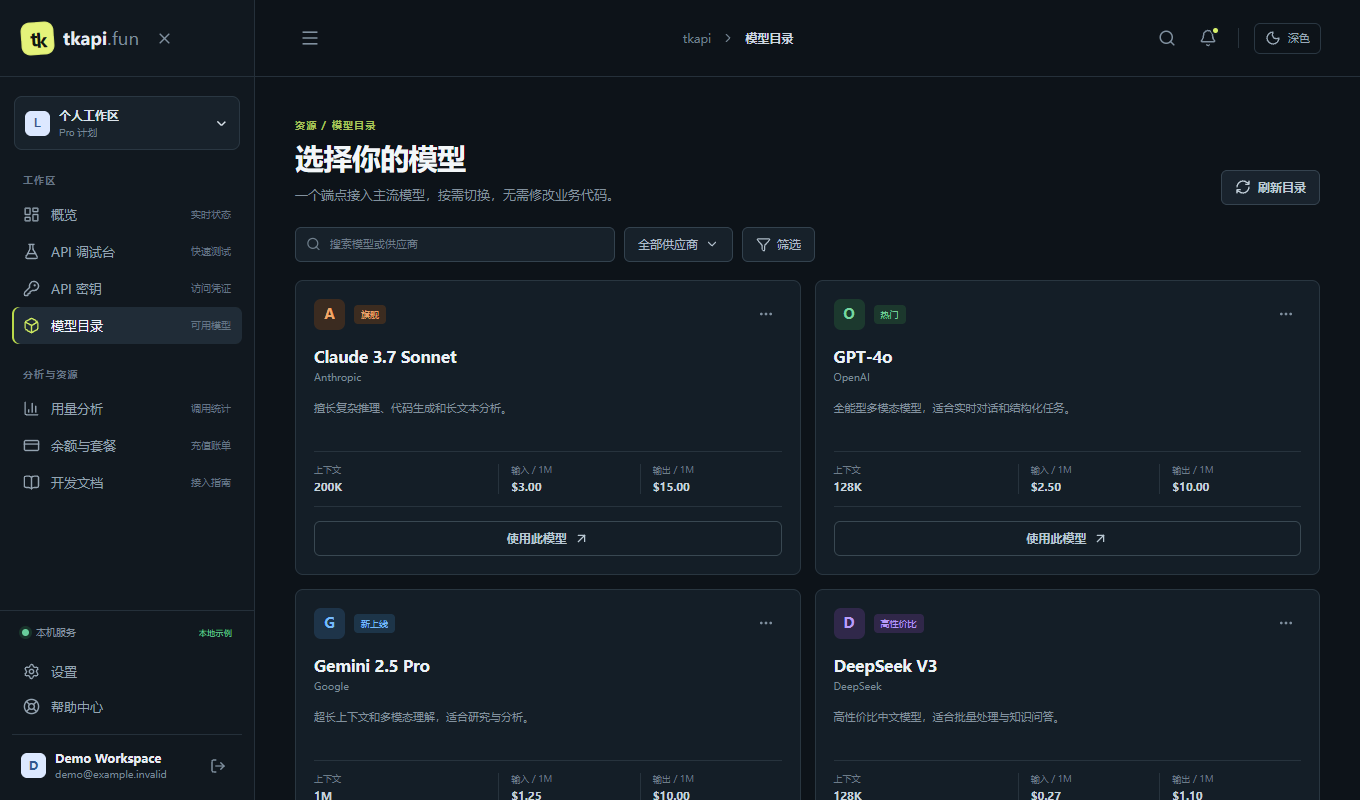 tk tkapi.fun
tkapi > 模型目录
深色
L 个人工作区
Pro 计划
工作区
概览 实时状态
API 调试台 快速测试
API 密钥 访问凭证
模型目录 可用模型
分析与资源
用量分析 调用统计
余额与套餐 充值账单
开发文档 接入指南
本机服务 本地示例
设置
帮助中心
D Demo Workspace
demo@example.invalid
资源 / 模型目录
选择你的模型
一个端点接入主流模型，按需切换，无需修改业务代码。
刷新目录
搜索模型或供应商 全部供应商 筛选
A 旗舰
Claude 3.7 Sonnet
Anthropic
擅长复杂推理、代码生成和长文本分析。
上下文 输入 / 1M 输出 / 1M
200K $3.00 $15.00
使用此模型
O 热门
GPT-4o
OpenAI
全能型多模态模型，适合实时对话和结构化任务。
上下文 输入 / 1M 输出 / 1M
128K $2.50 $10.00
使用此模型
G 新上线
Gemini 2.5 Pro
Google
超长上下文和多模态理解，适合研究与分析。
上下文 输入 / 1M 输出 / 1M
1M $1.25 $10.00
D 高性价比
DeepSeek V3
DeepSeek
高性价比中文模型，适合批量处理与知识问答。
上下文 输入 / 1M 输出 / 1M
128K $0.27 $1.10